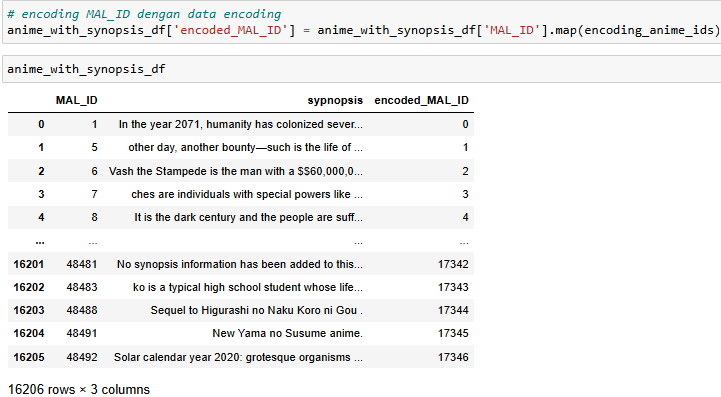 # encoding MAL_ID dengan data encoding
anime_with_synopsis_df['encoded_MAL_ID'] = anime_with_synopsis_df['MAL_ID'].map(encoding_anime_ids)
anime_with_synopsis_df
MAL_ID sypnopsis encoded_MAL_ID
0 1 In the year 2071, humanity has colonized sever... 0
1 5 other day, another bounty—such is the life of ... 1
2 6 Vash the Stampede is the man with a $$60,000,0... 2
3 7 ches are individuals with special powers like ... 3
4 8 It is the dark century and the people are suff... 4
... ... ... ...
16201 48481 No synopsis information has been added to this... 17342
16202 48483 ko is a typical high school student whose life... 17343
16203 48488 Sequel to Higurashi no Naku Koro ni Gou . 17344
16204 48491 New Yama no Susume anime. 17345
16205 48492 Solar calendar year 2020: grotesque organisms ... 17346
16206 rows × 3 columns